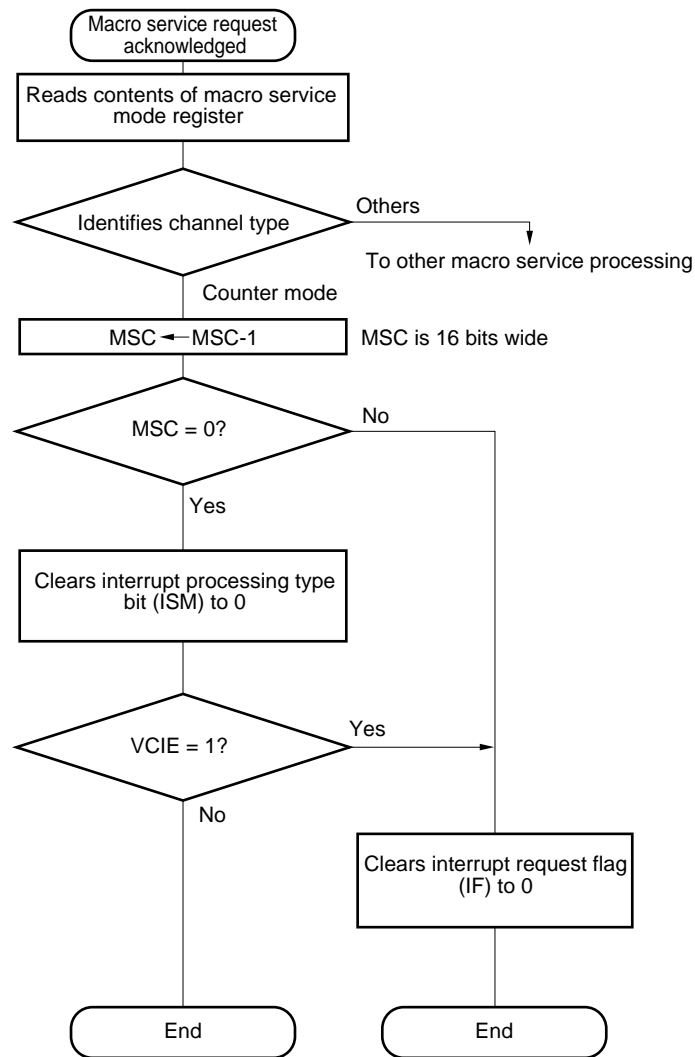 Macro service request
acknowledged
Reads contents of macro service
mode register
Identifies channel type
Others
To other macro service processing
Counter mode
MSC ← MSC-1
MSC is 16 bits wide
MSC = 0?
No
Yes
Clears interrupt processing type
bit (ISM) to 0
VCIE = 1?
Yes
No
Clears interrupt request flag
(IF) to 0
End
End